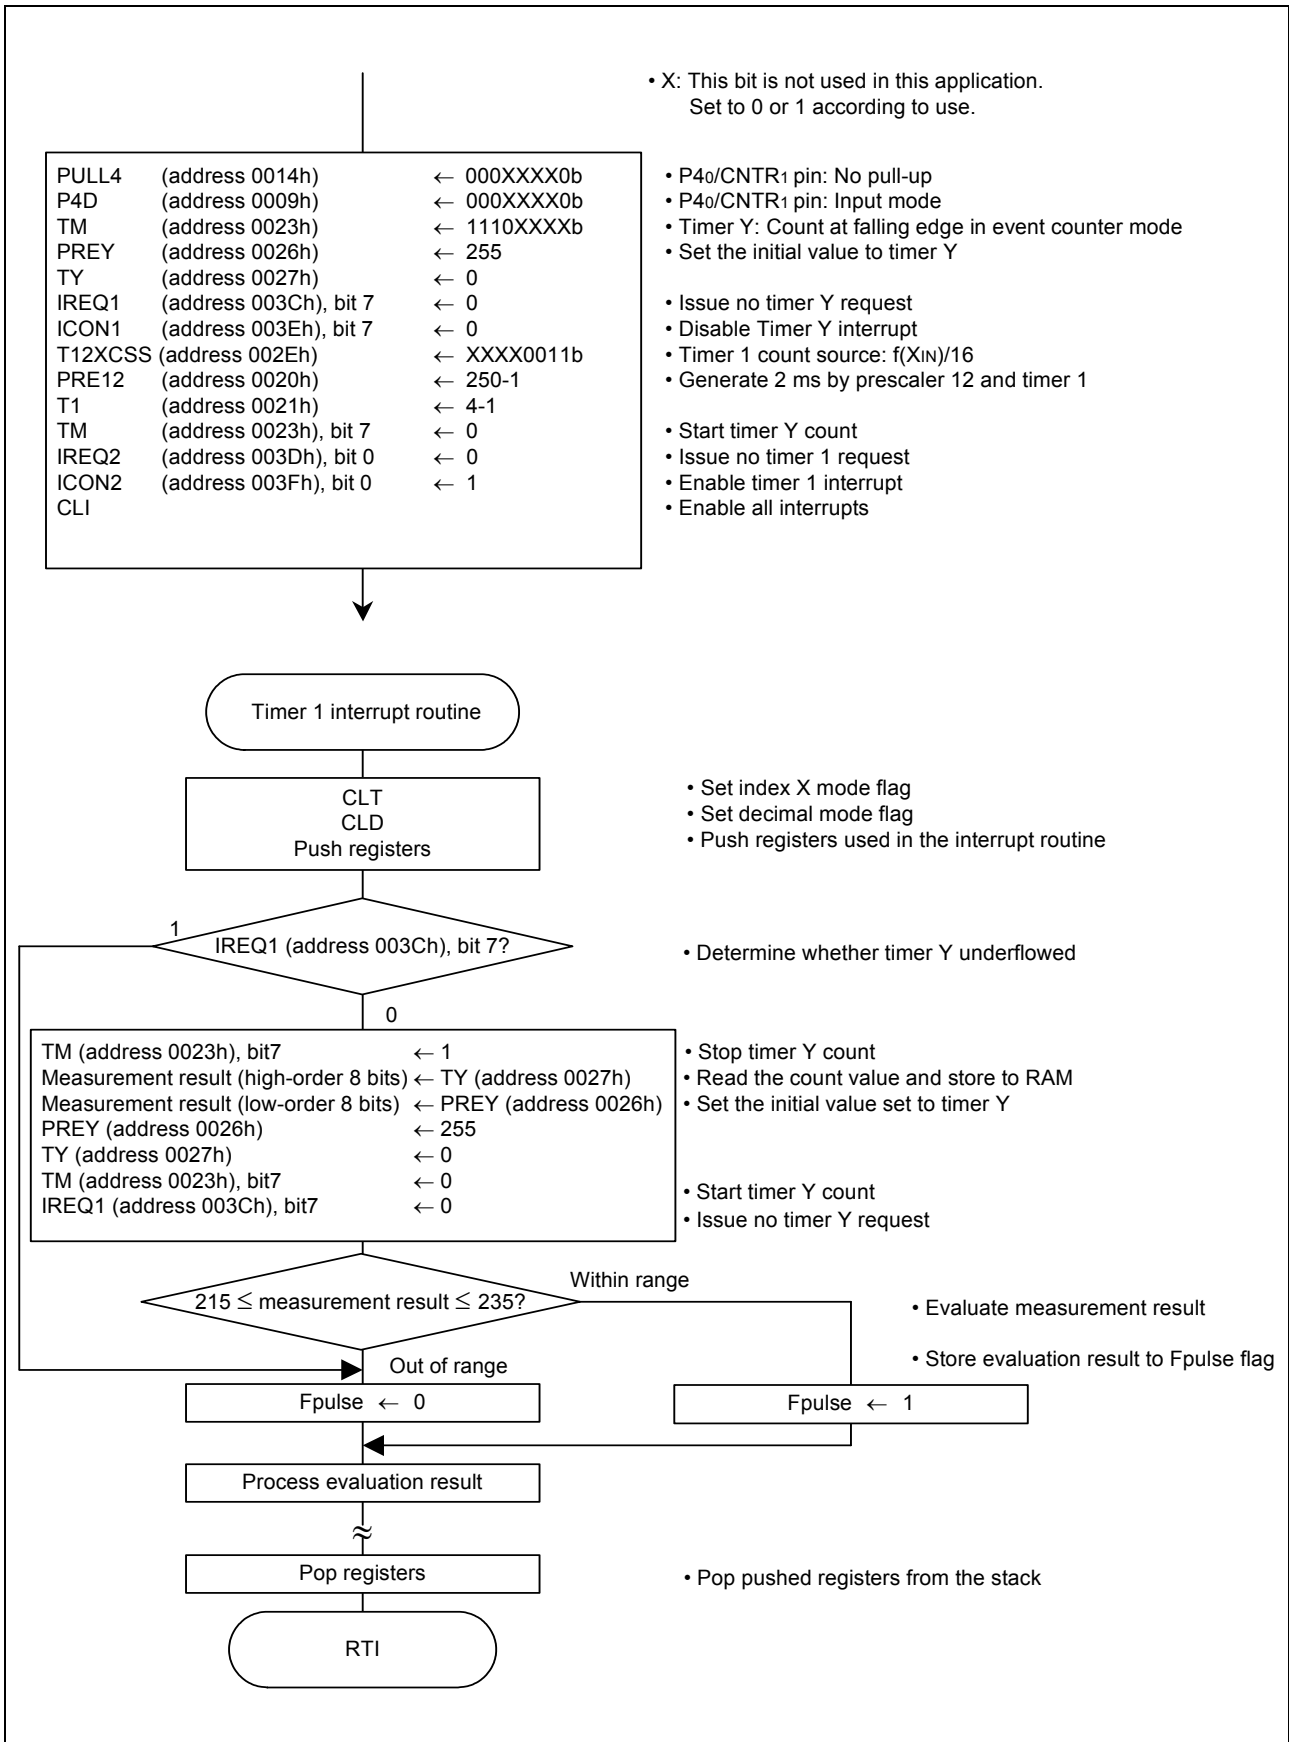 • X: This bit is not used in this application.
Set to 0 or 1 according to use.
PULL4 (address 0014h) ← 000XXXX0b • P40/CNTR1 pin: No pull-up
P4D (address 0009h) ← 000XXXX0b • P40/CNTR1 pin: Input mode
TM (address 0023h) ← 1110XXXXb • Timer Y: Count at falling edge in event counter mode
PREY (address 0026h) ← 255 • Set the initial value to timer Y
TY (address 0027h) ← 0
IREQ1 (address 003Ch), bit 7 ← 0 • Issue no timer Y request
ICON1 (address 003Eh), bit 7 ← 0 • Disable Timer Y interrupt
T12XCSS (address 002Eh) ← XXXX0011b • Timer 1 count source: f(XIN)/16
PRE12 (address 0020h) ← 250-1 • Generate 2 ms by prescaler 12 and timer 1
T1 (address 0021h) ← 4-1
TM (address 0023h), bit 7 ← 0 • Start timer Y count
IREQ2 (address 003Dh), bit 0 ← 0 • Issue no timer 1 request
ICON2 (address 003Fh), bit 0 ← 1 • Enable timer 1 interrupt
CLI • Enable all interrupts
Timer 1 interrupt routine
CLT • Set index X mode flag
CLD • Set decimal mode flag
Push registers • Push registers used in the interrupt routine
1
IREQ1 (address 003Ch), bit 7? • Determine whether timer Y underflowed
0
TM (address 0023h), bit7 ← 1 • Stop timer Y count
Measurement result (high-order 8 bits) ← TY (address 0027h) • Read the count value and store to RAM
Measurement result (low-order 8 bits) ← PREY (address 0026h) • Set the initial value set to timer Y
PREY (address 0026h) ← 255
TY (address 0027h) ← 0
TM (address 0023h), bit7 ← 0 • Start timer Y count
IREQ1 (address 003Ch), bit7 ← 0 • Issue no timer Y request
Within range
215 ≤ measurement result ≤ 235? • Evaluate measurement result
Out of range • Store evaluation result to Fpulse flag
Fpulse ← 0 Fpulse ← 1
Process evaluation result
≈
Pop registers • Pop pushed registers from the stack
RTI